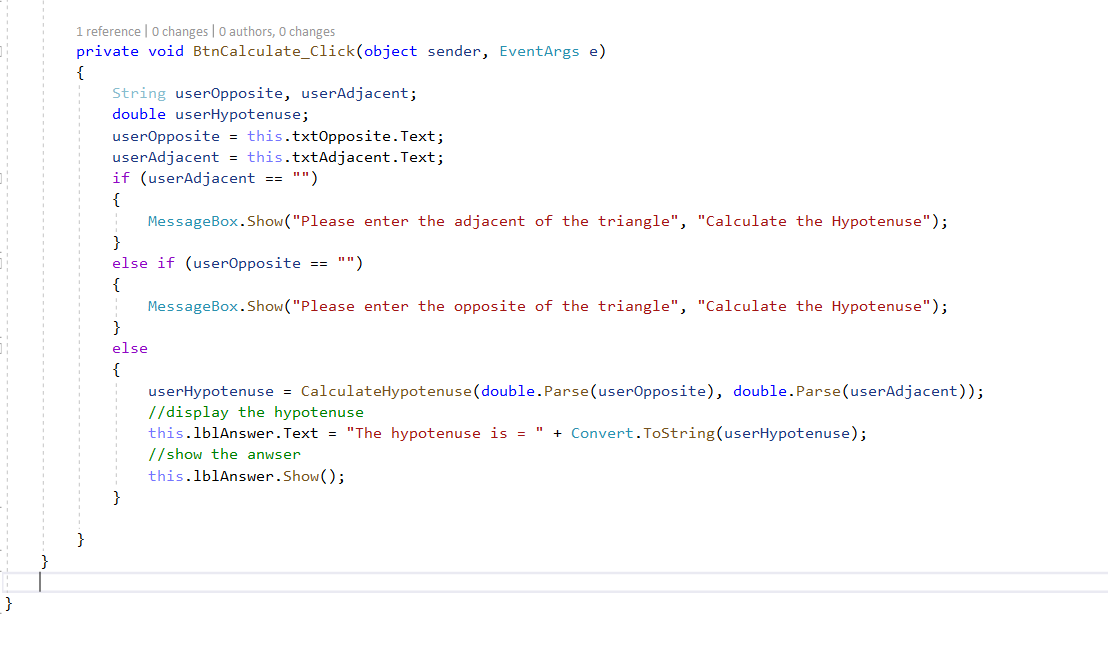 1 reference | 0 changes | 0 authors, 0 changes
private void BtnCalculate_Click(object sender, EventArgs e)
{
String userOpposite, userAdjacent;
double userHypotenuse;
userOpposite = this.txtOpposite.Text;
userAdjacent = this.txtAdjacent.Text;
if (userAdjacent == "")
{
MessageBox.Show("Please enter the adjacent of the triangle", "Calculate the Hypotenuse");
}
else if (userOpposite == "")
{
MessageBox.Show("Please enter the opposite of the triangle", "Calculate the Hypotenuse");
}
else
{
userHypotenuse = CalculateHypotenuse(double.Parse(userOpposite), double.Parse(userAdjacent));
//display the hypotenuse
this.lblAnswer.Text = "The hypotenuse is = " + Convert.ToString(userHypotenuse);
//show the anwser
this.lblAnswer.Show();
}
}
}
}